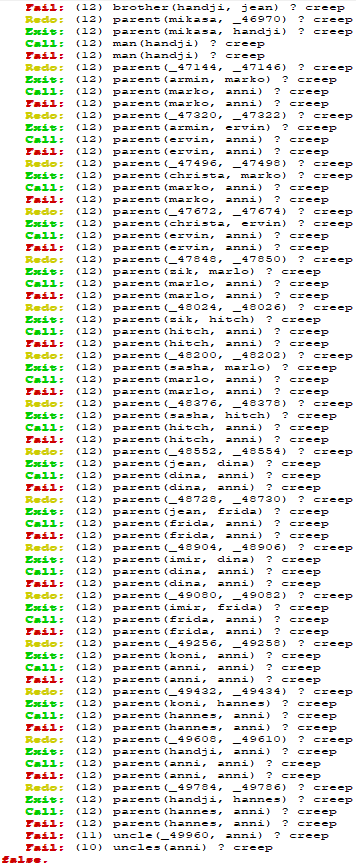 Fail: (12) brother(handji, jean) ? creep
Redo: (12) parent(mikasa, _46970) ? creep
Exit: (12) parent(mikasa, handji) ? creep
Call: (12) man(handji) ? creep
Fail: (12) man(handji) ? creep
Redo: (12) parent(_47144, _47146) ? creep
Exit: (12) parent(armin, marko) ? creep
Call: (12) parent(marko, anni) ? creep
Fail: (12) parent(marko, anni) ? creep
Redo: (12) parent(_47320, _47322) ? creep
Exit: (12) parent(armin, ervin) ? creep
Call: (12) parent(ervin, anni) ? creep
Fail: (12) parent(ervin, anni) ? creep
Redo: (12) parent(_47496, _47498) ? creep
Exit: (12) parent(christa, marko) ? creep
Call: (12) parent(marko, anni) ? creep
Fail: (12) parent(marko, anni) ? creep
Redo: (12) parent(_47672, _47674) ? creep
Exit: (12) parent(christa, ervin) ? creep
Call: (12) parent(ervin, anni) ? creep
Fail: (12) parent(ervin, anni) ? creep
Redo: (12) parent(_47848, _47850) ? creep
Exit: (12) parent(zik, marlo) ? creep
Call: (12) parent(marlo, anni) ? creep
Fail: (12) parent(marlo, anni) ? creep
Redo: (12) parent(_48024, _48026) ? creep
Exit: (12) parent(zik, hitch) ? creep
Call: (12) parent(hitch, anni) ? creep
Fail: (12) parent(hitch, anni) ? creep
Redo: (12) parent(_48200, _48202) ? creep
Exit: (12) parent(sasha, marlo) ? creep
Call: (12) parent(marlo, anni) ? creep
Fail: (12) parent(marlo, anni) ? creep
Redo: (12) parent(_48376, _48378) ? creep
Exit: (12) parent(sasha, hitch) ? creep
Call: (12) parent(hitch, anni) ? creep
Fail: (12) parent(hitch, anni) ? creep
Redo: (12) parent(_48552, _48554) ? creep
Exit: (12) parent(jean, dina) ? creep
Call: (12) parent(dina, anni) ? creep
Fail: (12) parent(dina, anni) ? creep
Redo: (12) parent(_48728, _48730) ? creep
Exit: (12) parent(jean, frida) ? creep
Call: (12) parent(frida, anni) ? creep
Fail: (12) parent(frida, anni) ? creep
Redo: (12) parent(_48904, _48906) ? creep
Exit: (12) parent(imir, dina) ? creep
Call: (12) parent(dina, anni) ? creep
Fail: (12) parent(dina, anni) ? creep
Redo: (12) parent(_49080, _49082) ? creep
Exit: (12) parent(imir, frida) ? creep
Call: (12) parent(frida, anni) ? creep
Fail: (12) parent(frida, anni) ? creep
Redo: (12) parent(_49256, _49258) ? creep
Exit: (12) parent(koni, anni) ? creep
Call: (12) parent(anni, anni) ? creep
Fail: (12) parent(anni, anni) ? creep
Redo: (12) parent(_49432, _49434) ? creep
Exit: (12) parent(koni, hannes) ? creep
Call: (12) parent(hannes, anni) ? creep
Fail: (12) parent(hannes, anni) ? creep
Redo: (12) parent(_49608, _49610) ? creep
Exit: (12) parent(handji, anni) ? creep
Call: (12) parent(anni, anni) ? creep
Fail: (12) parent(anni, anni) ? creep
Redo: (12) parent(_49784, _49786) ? creep
Exit: (12) parent(handji, hannes) ? creep
Call: (12) parent(hannes, anni) ? creep
Fail: (12) parent(hannes, anni) ? creep
Fail: (11) uncle(_49960, anni) ? creep
Fail: (10) uncles(anni) ? creep
false.